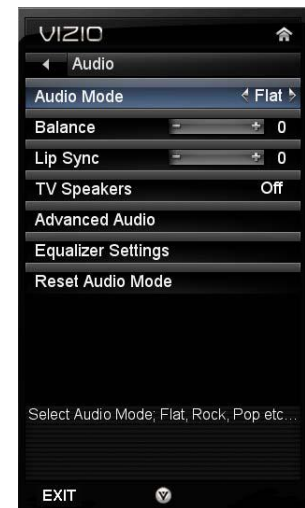 VIZIO
Audio
Audio Mode Flat
Balance - + 0
Lip Sync - + 0
TV Speakers Off
Advanced Audio
Equalizer Settings
Reset Audio Mode
Select Audio Mode; Flat, Rock, Pop etc...
EXIT V